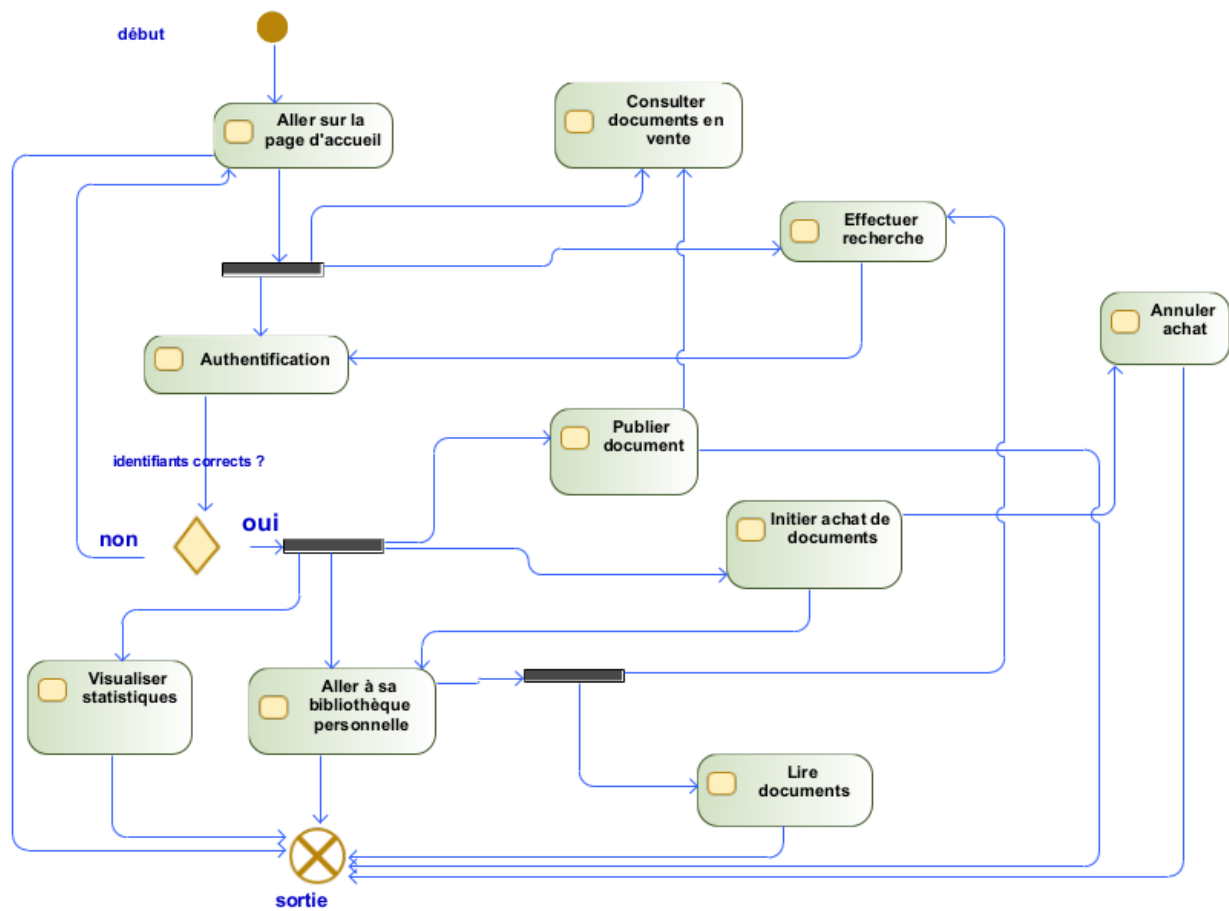 début
Aller sur la
page d'accueil
Consulter
documents en
vente
Effectuer
recherche
Annuler
achat
Authentification
Publier
document
identifiants corrects ?
Initier achat de
documents
oui
non
Visualiser
statistiques
Aller à sa
bibliothèque
personnelle
Lire
documents
sortie